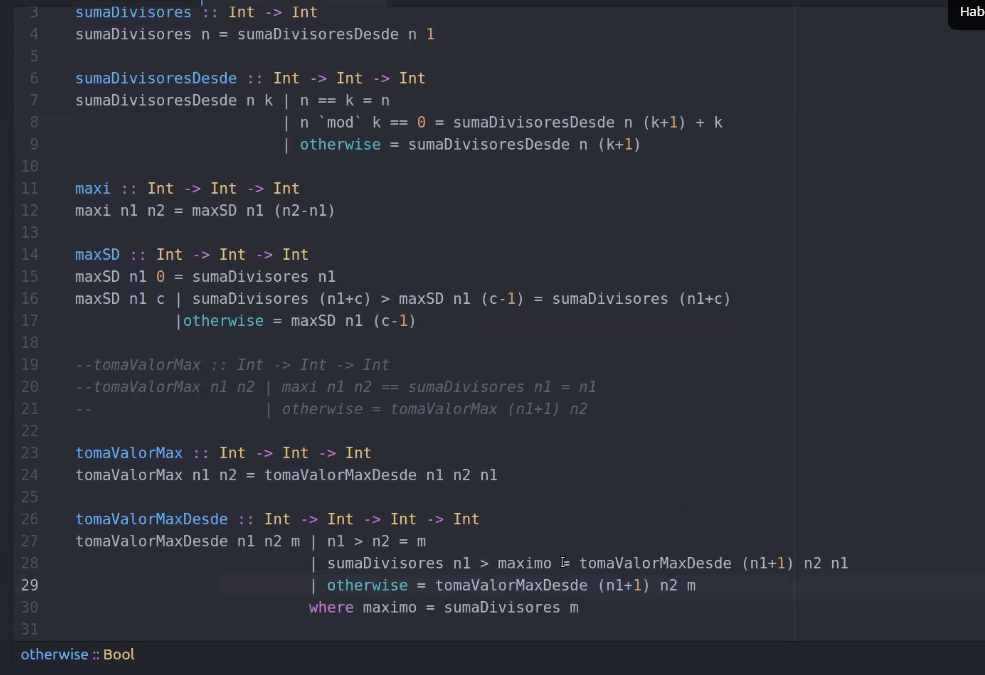 Hab
3 sumaDivisores :: Int -> Int
4 sumaDivisores n = sumaDivisoresDesde n 1
5
6 sumaDivisoresDesde :: Int -> Int -> Int
7 sumaDivisoresDesde n k | n == k = n
8 | n `mod` k == 0 = sumaDivisoresDesde n (k+1) + k
9 | otherwise = sumaDivisoresDesde n (k+1)
10
11 maxi :: Int -> Int -> Int
12 maxi n1 n2 = maxSD n1 (n2-n1)
13
14 maxSD :: Int -> Int -> Int
15 maxSD n1 0 = sumaDivisores n1
16 maxSD n1 c | sumaDivisores (n1+c) > maxSD n1 (c-1) = sumaDivisores (n1+c)
17 |otherwise = maxSD n1 (c-1)
18
19 --tomaValorMax :: Int -> Int -> Int
20 --tomaValorMax n1 n2 | maxi n1 n2 == sumaDivisores n1 = n1
21 -- | otherwise = tomaValorMax (n1+1) n2
22
23 tomaValorMax :: Int -> Int -> Int
24 tomaValorMax n1 n2 = tomaValorMaxDesde n1 n2 n1
25
26 tomaValorMaxDesde :: Int -> Int -> Int -> Int
27 tomaValorMaxDesde n1 n2 m | n1 > n2 = m
28 | sumaDivisores n1 > maximo = tomaValorMaxDesde (n1+1) n2 n1
29 | otherwise = tomaValorMaxDesde (n1+1) n2 m
30 where maximo = sumaDivisores m
31
otherwise :: Bool